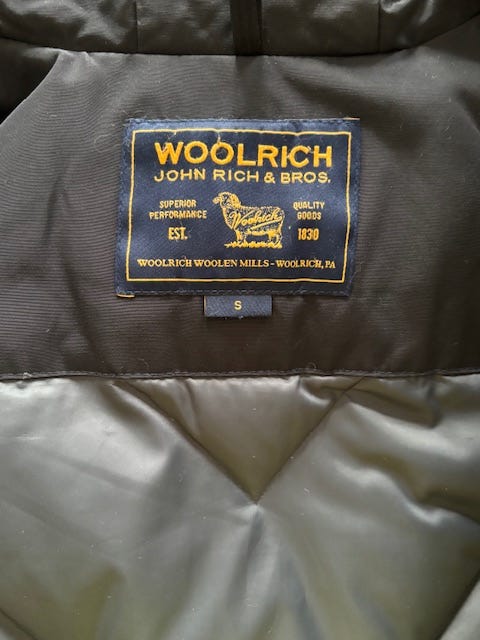 WOOLRICH
JOHN RICH & BROS.
SUPERIOR
PERFORMANCE
EST.
Woolrich
QUALITY
GOODS
1830
WOOLRICH WOOLEN MILLS - WOOLRICH, PA
S